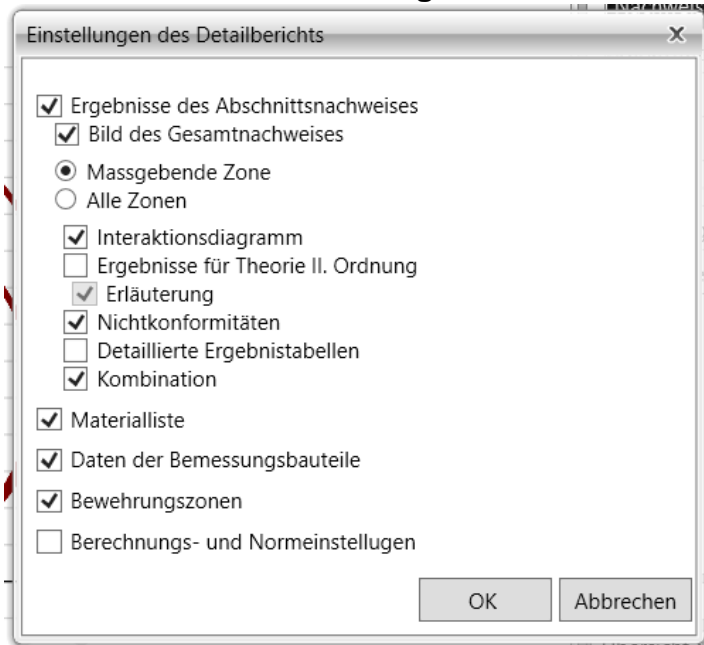 Einstellungen des Detailberichts
Ergebnisse des Abschnittsnachweises
Bild des Gesamtnachweises
Massgebende Zone
Alle Zonen
Interaktionsdiagramm
Ergebnisse für Theorie II. Ordnung
Erläuterung
Nichtkonformitäten
Detaillierte Ergebnistabellen
Kombination
Materialliste
Daten der Bemessungsbauteile
Bewehrungszonen
Berechnungs- und Normeinstellugen
OK Abbrechen